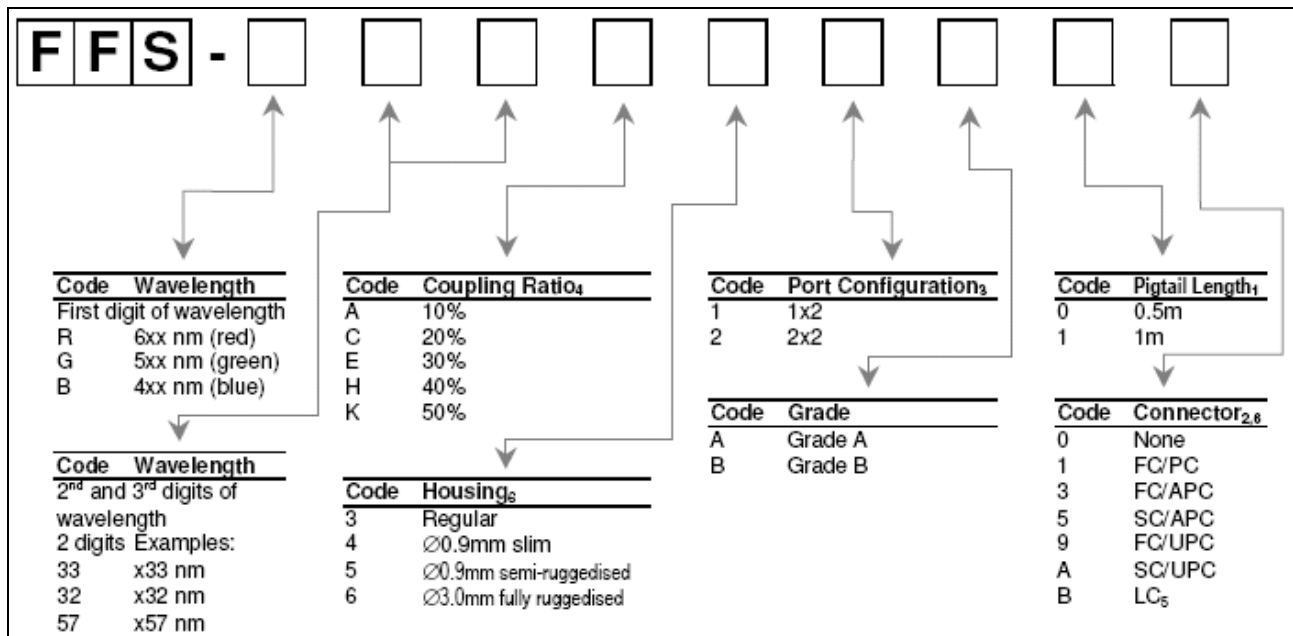 FFS-
Code Wavelength
First digit of wavelength
R 6xx nm (red)
G 5xx nm (green)
B 4xx nm (blue)
Code Wavelength
2nd and 3rd digits of
wavelength
2 digits Examples:
33 x33 nm
32 x32 nm
57 x57 nm
Code Coupling Ratio4
A 10%
C 20%
E 30%
H 40%
K 50%
Code Housing6
3 Regular
4 ∅0.9mm slim
5 ∅0.9mm semi-ruggedised
6 ∅3.0mm fully ruggedised
Code Port Configuration3
1 1x2
2 2x2
Code Grade
A Grade A
B Grade B
Code Pigtail Length1
0 0.5m
1 1m
Code Connector2,6
0 None
1 FC/PC
3 FC/APC
5 SC/APC
9 FC/UPC
A SC/UPC
B LC5